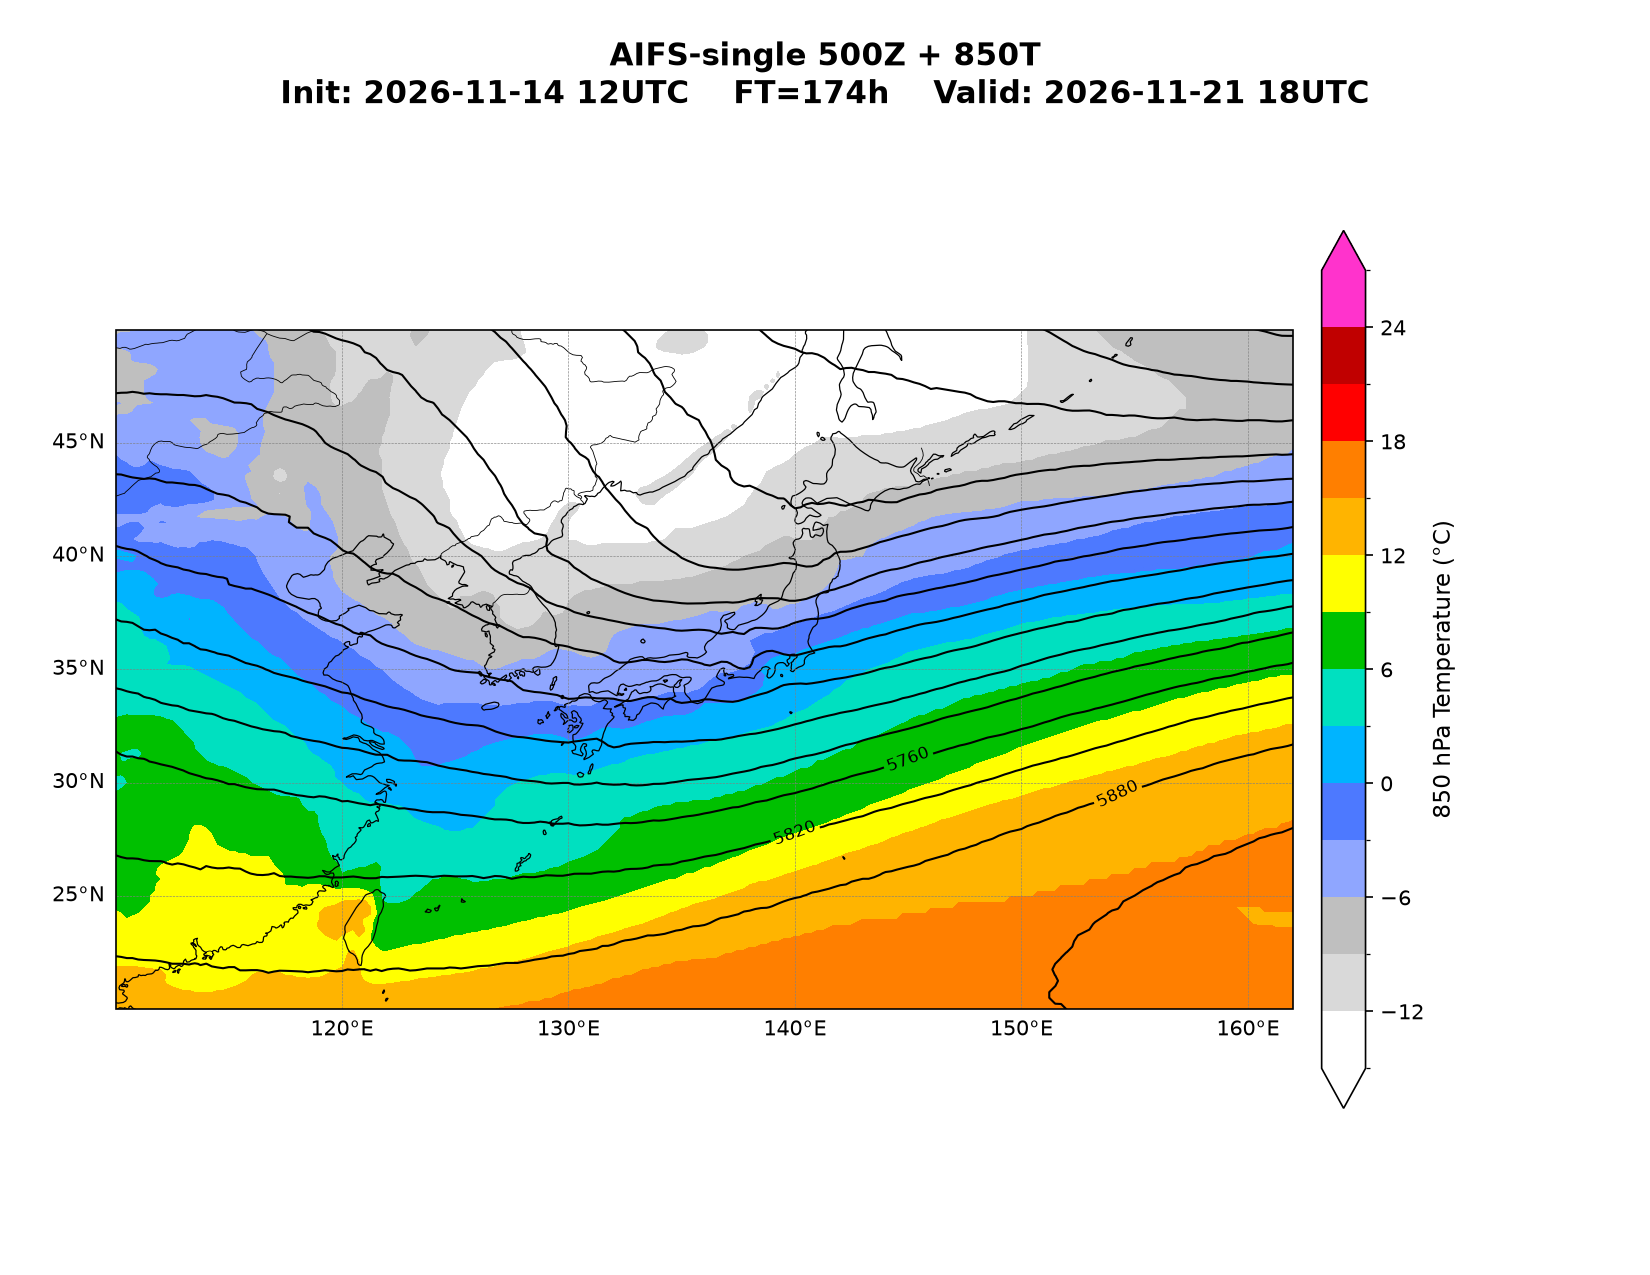 AIFS-single 500Z + 850T
Init: 2026-11-14 12UTC    FT=174h    Valid: 2026-11-21 18UTC
24
18
12
6
0
−6
−12
850 hPa Temperature (°C)
45°N
40°N
35°N
30°N
25°N
5760
5880
5820
120°E
130°E
140°E
150°E
160°E